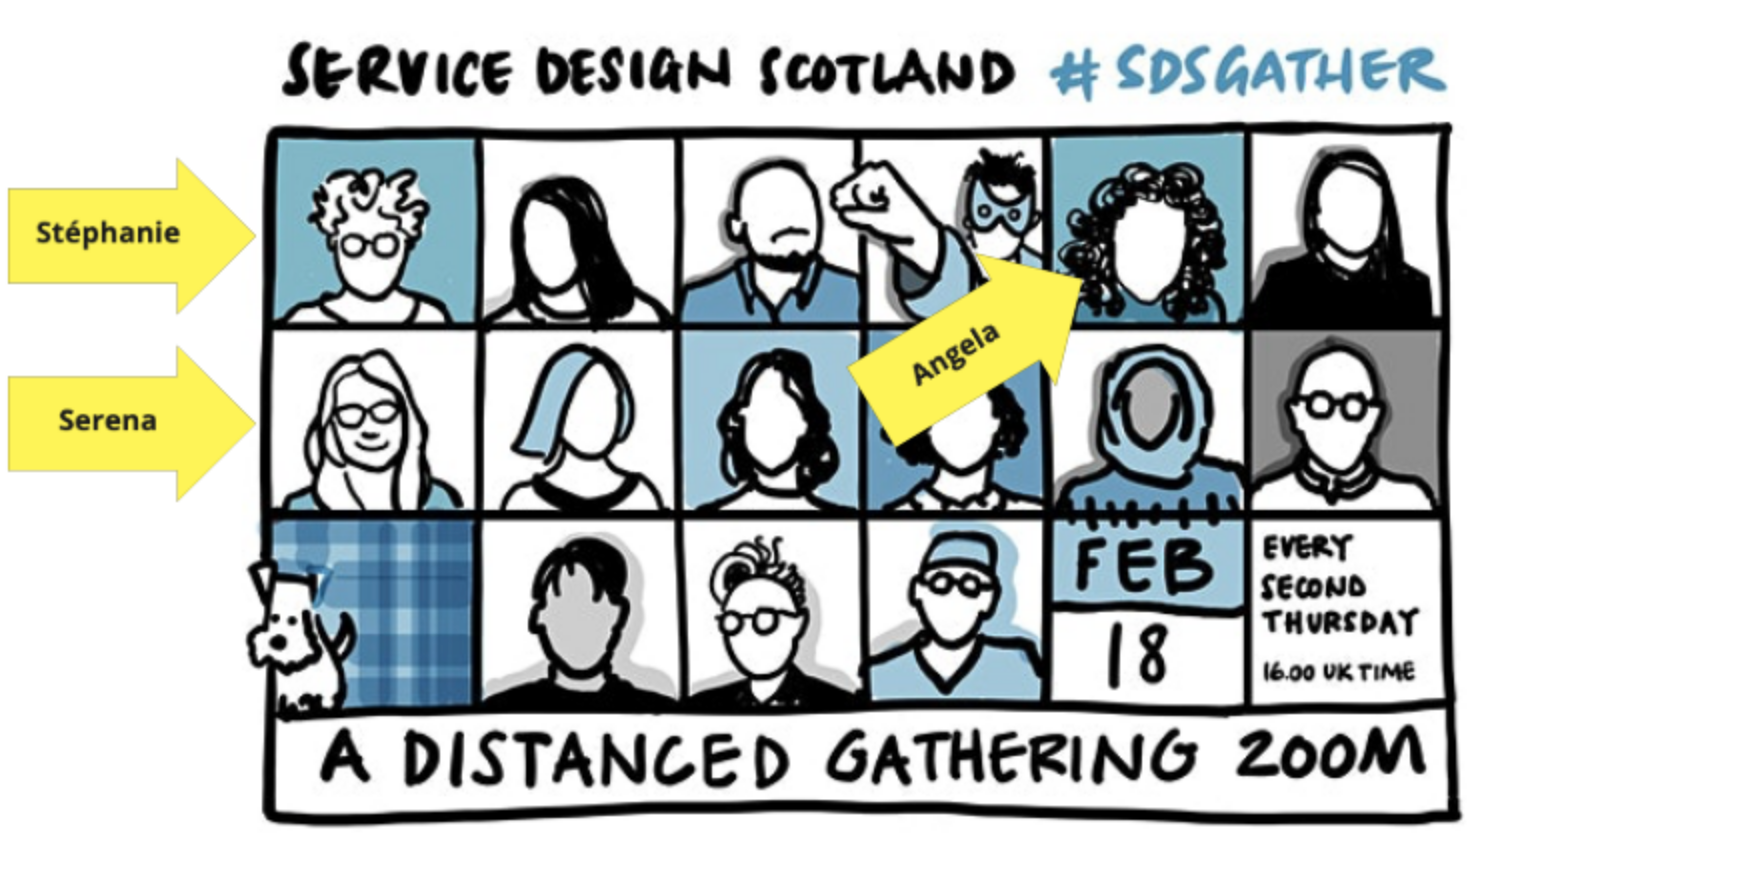 SERVICE DESIGN SCOTLAND #SDSGATHER
Stéphanie
Angela
Serena
FEB
18
EVERY
SECOND
THURSDAY
16.00 UK TIME
A DISTANCED GATHERING ZOOM